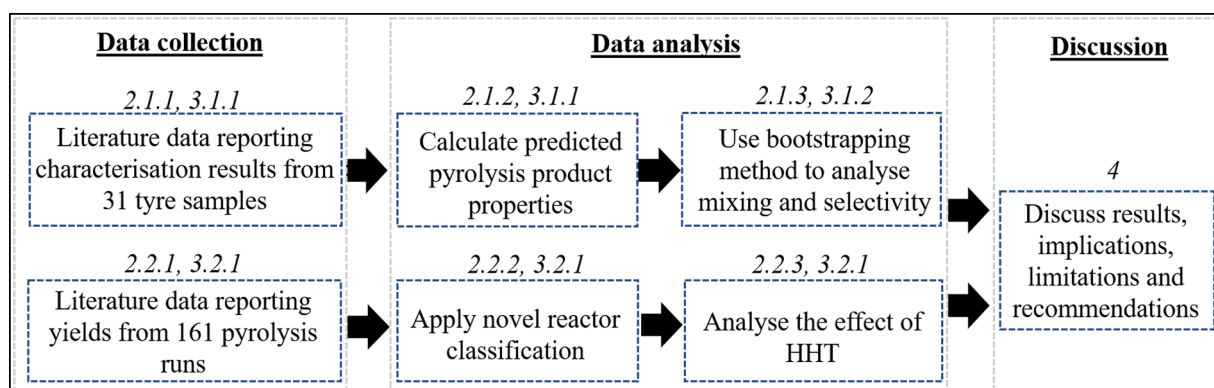 Data collection
2.1.1, 3.1.1
Literature data reporting
characterisation results from
31 tyre samples
2.2.1, 3.2.1
Literature data reporting
yields from 161 pyrolysis
runs
Data analysis
2.1.2, 3.1.1
Calculate predicted
pyrolysis product
properties
2.1.3, 3.1.2
Use bootstrapping
method to analyse
mixing and selectivity
2.2.2, 3.2.1
Apply novel reactor
classification
2.2.3, 3.2.1
Analyse the effect of
HHT
Discussion
4
Discuss results,
implications,
limitations and
recommendations